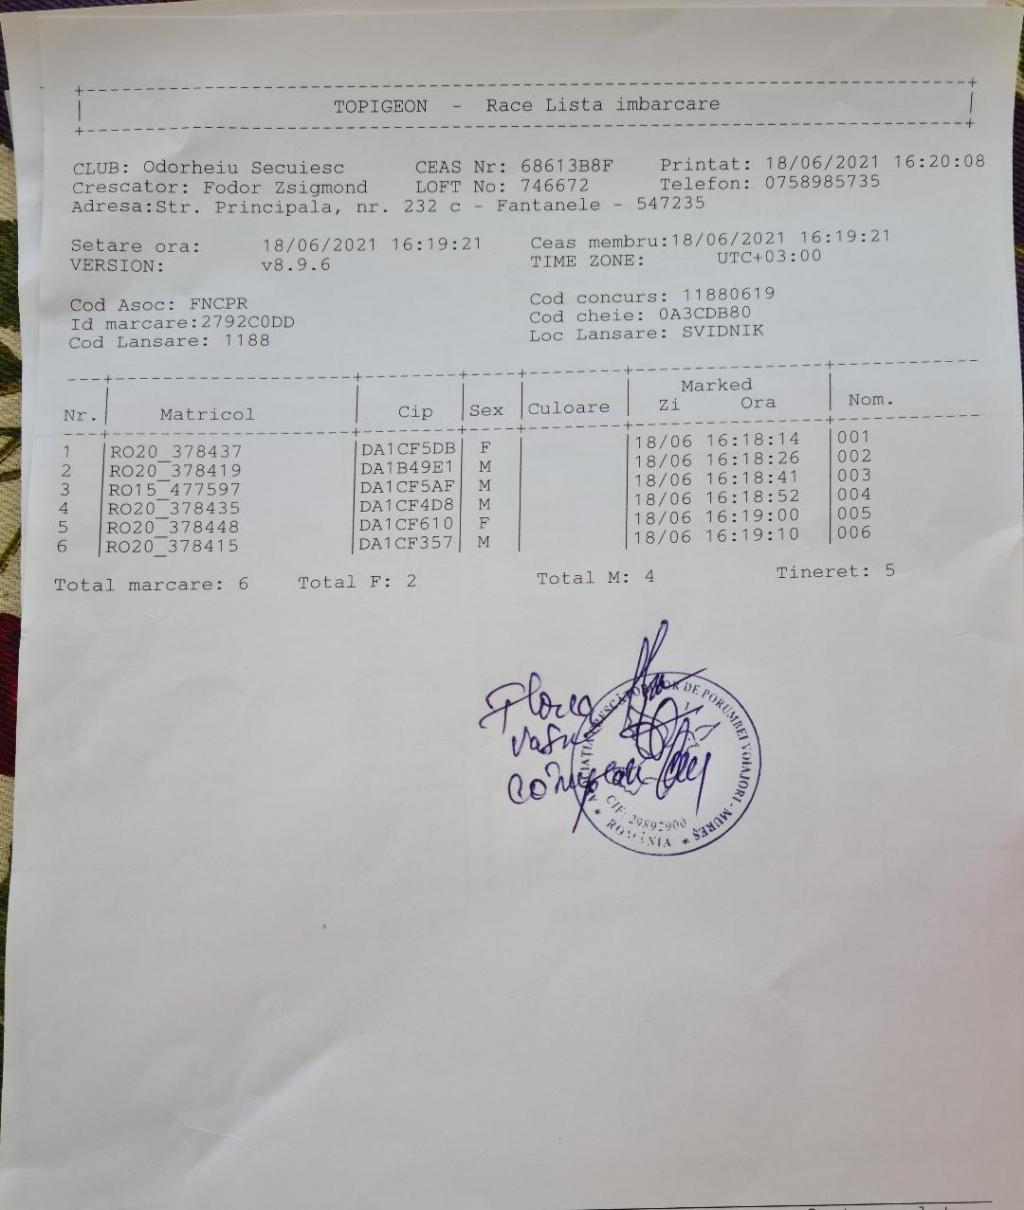 TOPIGEON - Race Lista imbarcare
CLUB: Odorheiu Secuiesc CEAS Nr: 68613B8F Printat: 18/06/2021 16:20:08
Crescator: Fodor Zsigmond LOFT No: 746672 Telefon: 0758985735
Adresa:Str. Principala, nr. 232 c - Fantanele - 547235
Setare ora: 18/06/2021 16:19:21 Ceas membru:18/06/2021 16:19:21
VERSION: v8.9.6 TIME ZONE: UTC+03:00
Cod Asoc: FNCPR Cod concurs: 11880619
Id marcare:2792C0DD Cod cheie: 0A3CDB80
Cod Lansare: 1188 Loc Lansare: SVIDNIK
Marked
Nr. Matricol Cip Sex Culoare Zi Ora Nom.
1 RO20_378437 DA1CF5DB F 18/06 16:18:14 001
2 RO20_378419 DA1B49E1 M 18/06 16:18:26 002
3 RO15_477597 DA1CF5AF M 18/06 16:18:41 003
4 RO20_378435 DA1CF4D8 M 18/06 16:18:52 004
5 RO20_378448 DA1CF610 F 18/06 16:19:00 005
6 RO20_378415 DA1CF357 M 18/06 16:19:10 006
Total marcare: 6 Total F: 2 Total M: 4 Tineret: 5
Florea
DE PORUMBEI VOIAJORI - MUREȘ
CIF: 29892900
* ROMÂNIA *